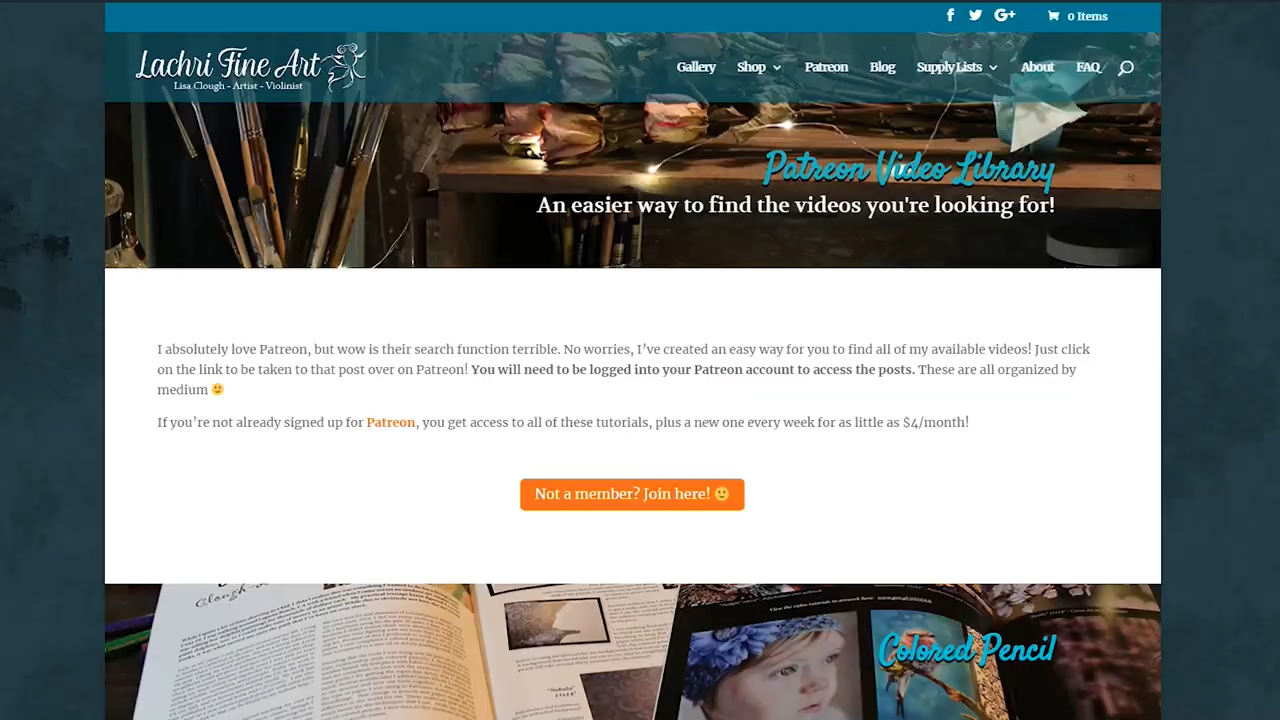 0 Items
Lachri Fine Art
Lisa Clough - Artist - Violinist
Gallery Shop Patreon Blog Supply Lists About FAQ
Patreon Video Library
An easier way to find the videos you're looking for!
I absolutely love Patreon, but wow is their search function terrible. No worries, I've created an easy way for you to find all of my available videos! Just click
on the link to be taken to that post over on Patreon! You will need to be logged into your Patreon account to access the posts. These are all organized by
medium 🙂
If you're not already signed up for Patreon, you get access to all of these tutorials, plus a new one every week for as little as $4/month!
Not a member? Join here! 🙂
Colored Pencil